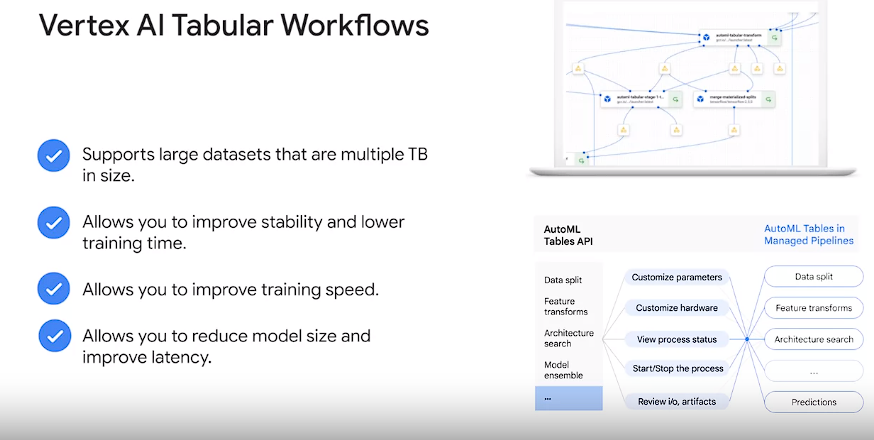 Vertex AI Tabular Workflows
Supports large datasets that are multiple TB
in size.
Allows you to improve stability and lower
training time.
Allows you to improve training speed.
Allows you to reduce model size and
improve latency.
automl-tabular-transform
automl-tabular-stage-1-t...
merge-materialized-splits
AutoML
Tables API
AutoML Tables in
Managed Pipelines
Data split
Feature
transforms
Architecture
search
Model
ensemble
...
Customize parameters
Customize hardware
View process status
Start/Stop the process
Review i/o, artifacts
Data split
Feature transforms
Architecture search
...
Predictions